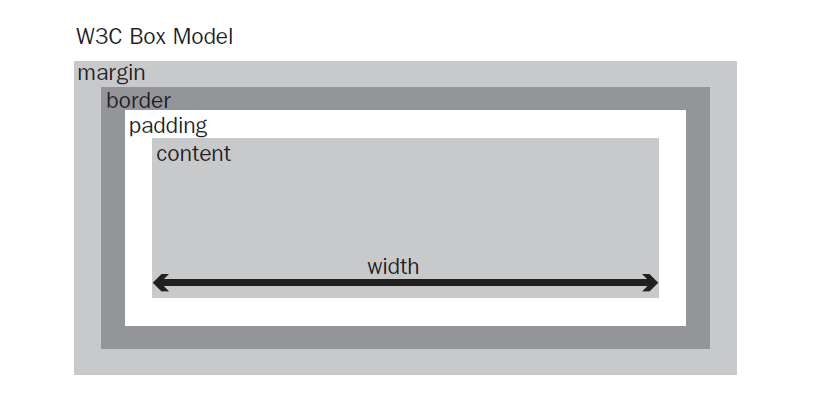 W3C Box Model
margin
border
padding
content
width